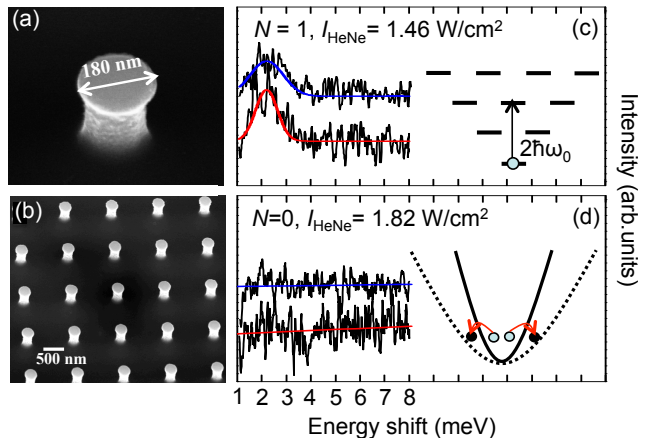 (a)
180 nm
(b)
500 nm
N = 1, I_HeNe = 1.46 W/cm²
(c)
2ħω₀
N=0, I_HeNe = 1.82 W/cm²
(d)
1 2 3 4 5 6 7 8
Energy shift (meV)
Intensity (arb.units)